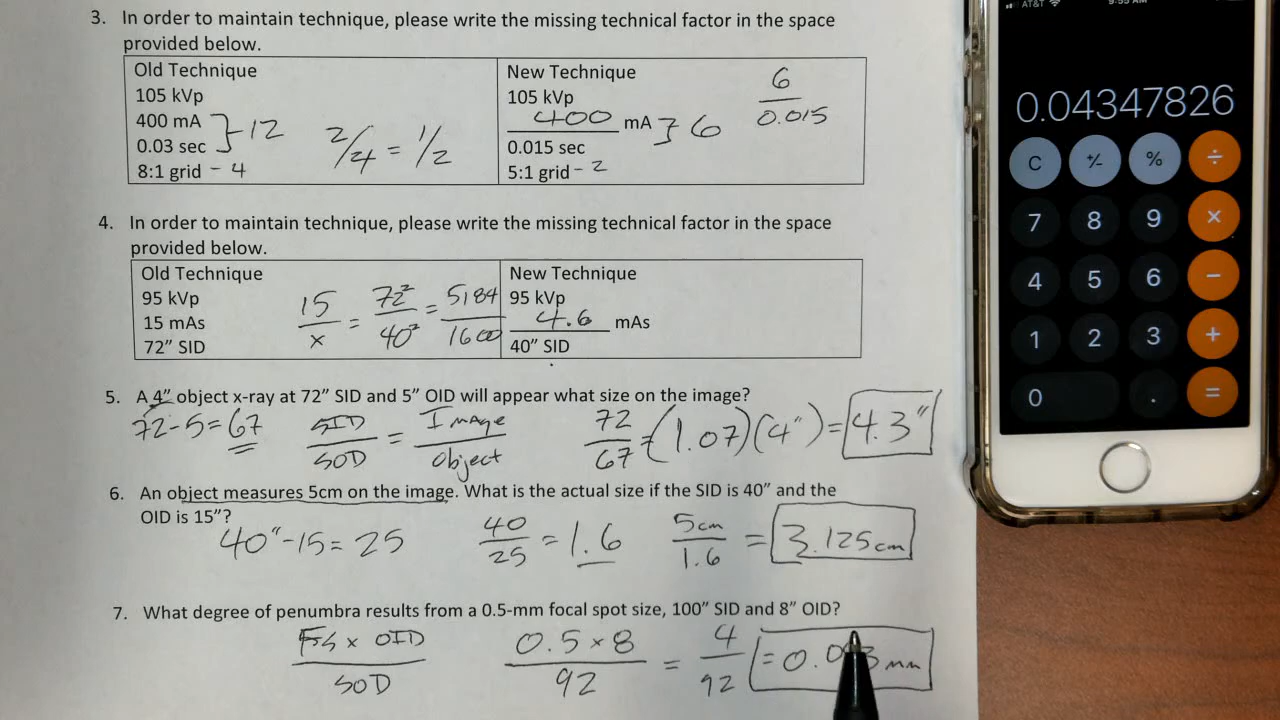 3. In order to maintain technique, please write the missing technical factor in the space
provided below.
Old Technique
105 kVp
400 mA } 12
0.03 sec
8:1 grid - 4
2/4 = 1/2
New Technique
105 kVp
400 mA } 6
0.015 sec
5:1 grid - 2
6
0.015
4. In order to maintain technique, please write the missing technical factor in the space
provided below.
Old Technique
95 kVp
15 mAs
72" SID
15/x = 72²/40² = 5184/1600
New Technique
95 kVp
4.6 mAs
40" SID
5. A 4" object x-ray at 72" SID and 5" OID will appear what size on the image?
72-5=67 SID/SOD = Image/Object 72/67 = (1.07)(4") = 4.3"
6. An object measures 5cm on the image. What is the actual size if the SID is 40" and the
OID is 15"?
40"-15=25 40/25 = 1.6 5cm/1.6 = 3.125cm
7. What degree of penumbra results from a 0.5-mm focal spot size, 100" SID and 8" OID?
FS x OID/SOD 0.5 x 8/92 = 4/92 = mm
AT&T
9:55 AM
0.04347826
C +/- % ÷
7 8 9 ×
4 5 6 −
1 2 3 +
0 . =